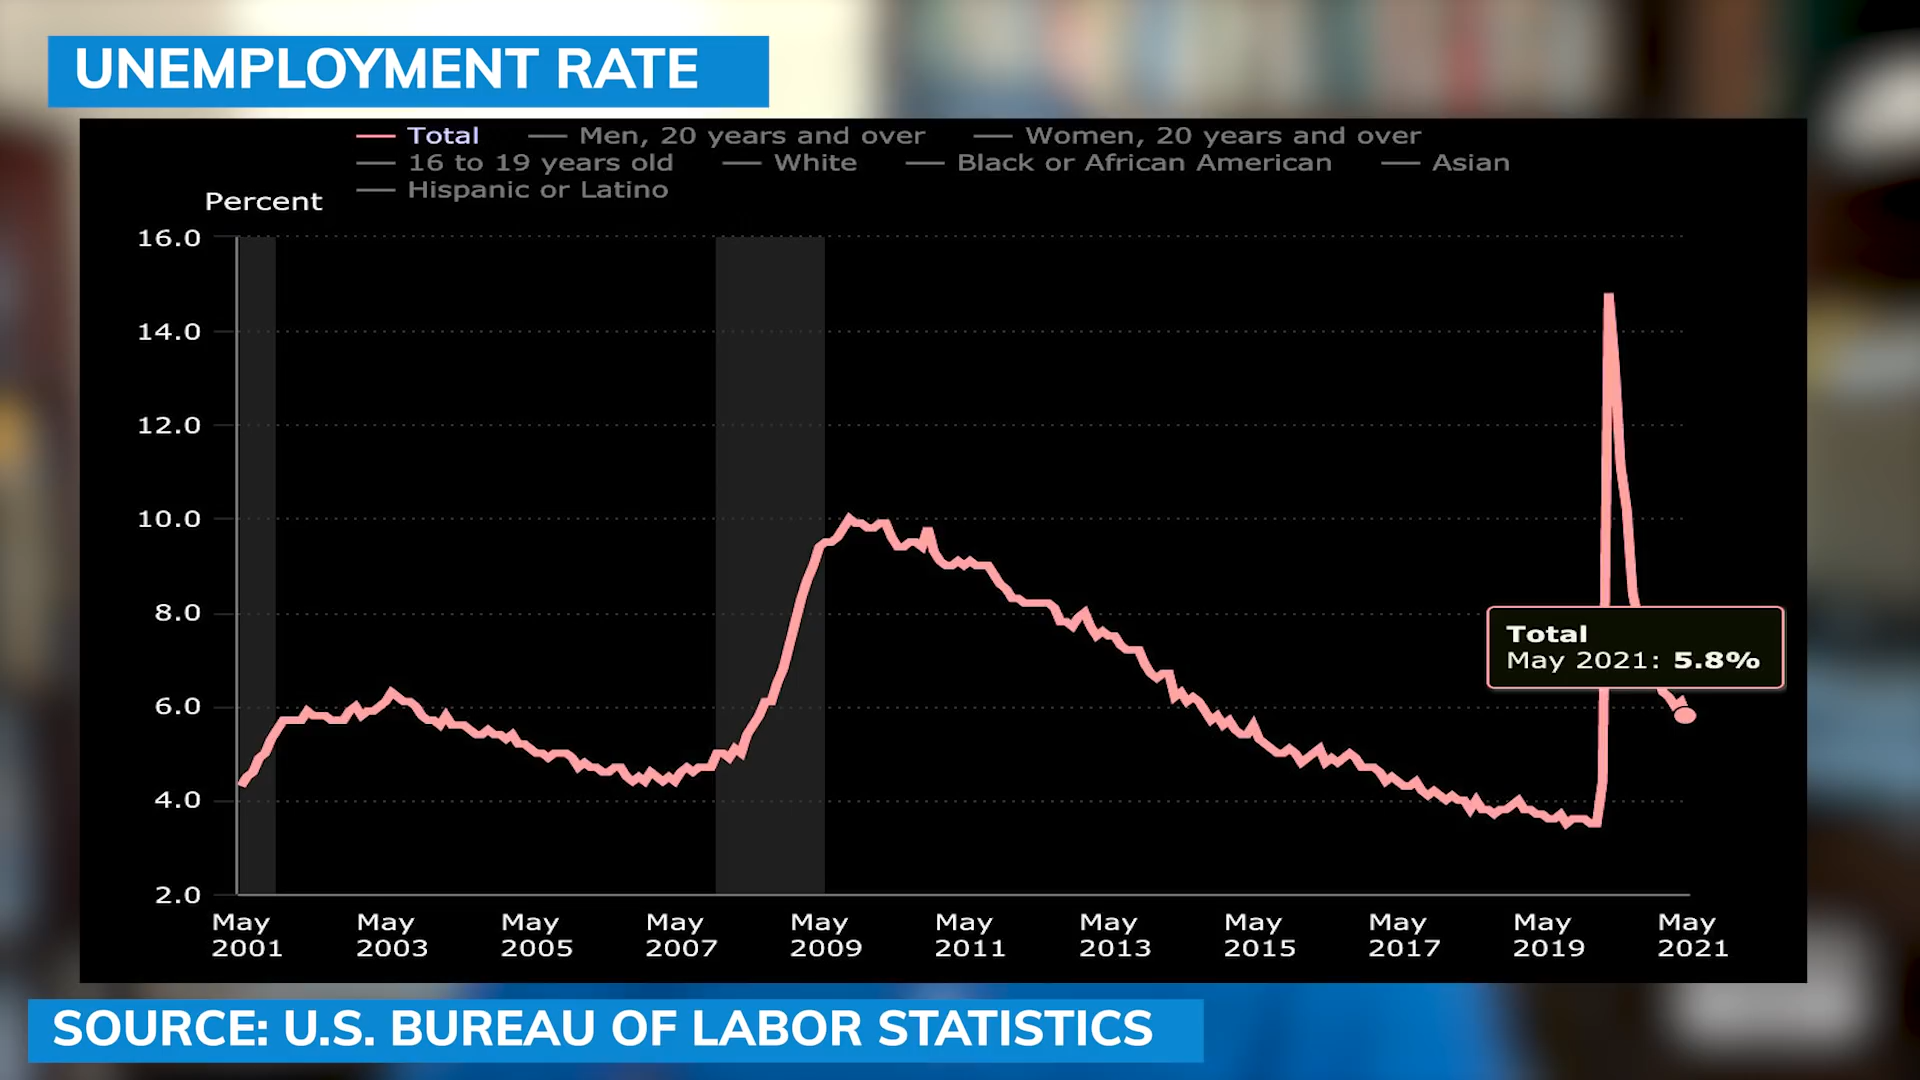 UNEMPLOYMENT RATE
Total Men, 20 years and over Women, 20 years and over
16 to 19 years old White Black or African American Asian
Hispanic or Latino
Percent
16.0
14.0
12.0
10.0
8.0
6.0
4.0
2.0
Total
May 2021: 5.8%
May May May May May May May May May May May
2001 2003 2005 2007 2009 2011 2013 2015 2017 2019 2021
SOURCE: U.S. BUREAU OF LABOR STATISTICS